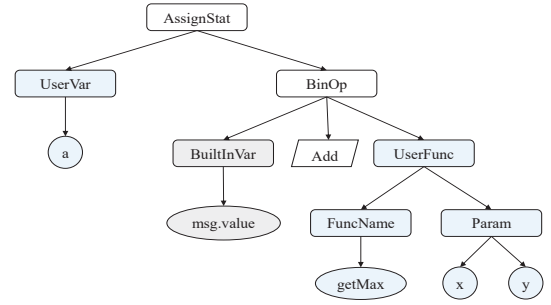 AssignStat
UserVar
BinOp
a
BuiltInVar
Add
UserFunc
msg.value
FuncName
Param
getMax
x
y